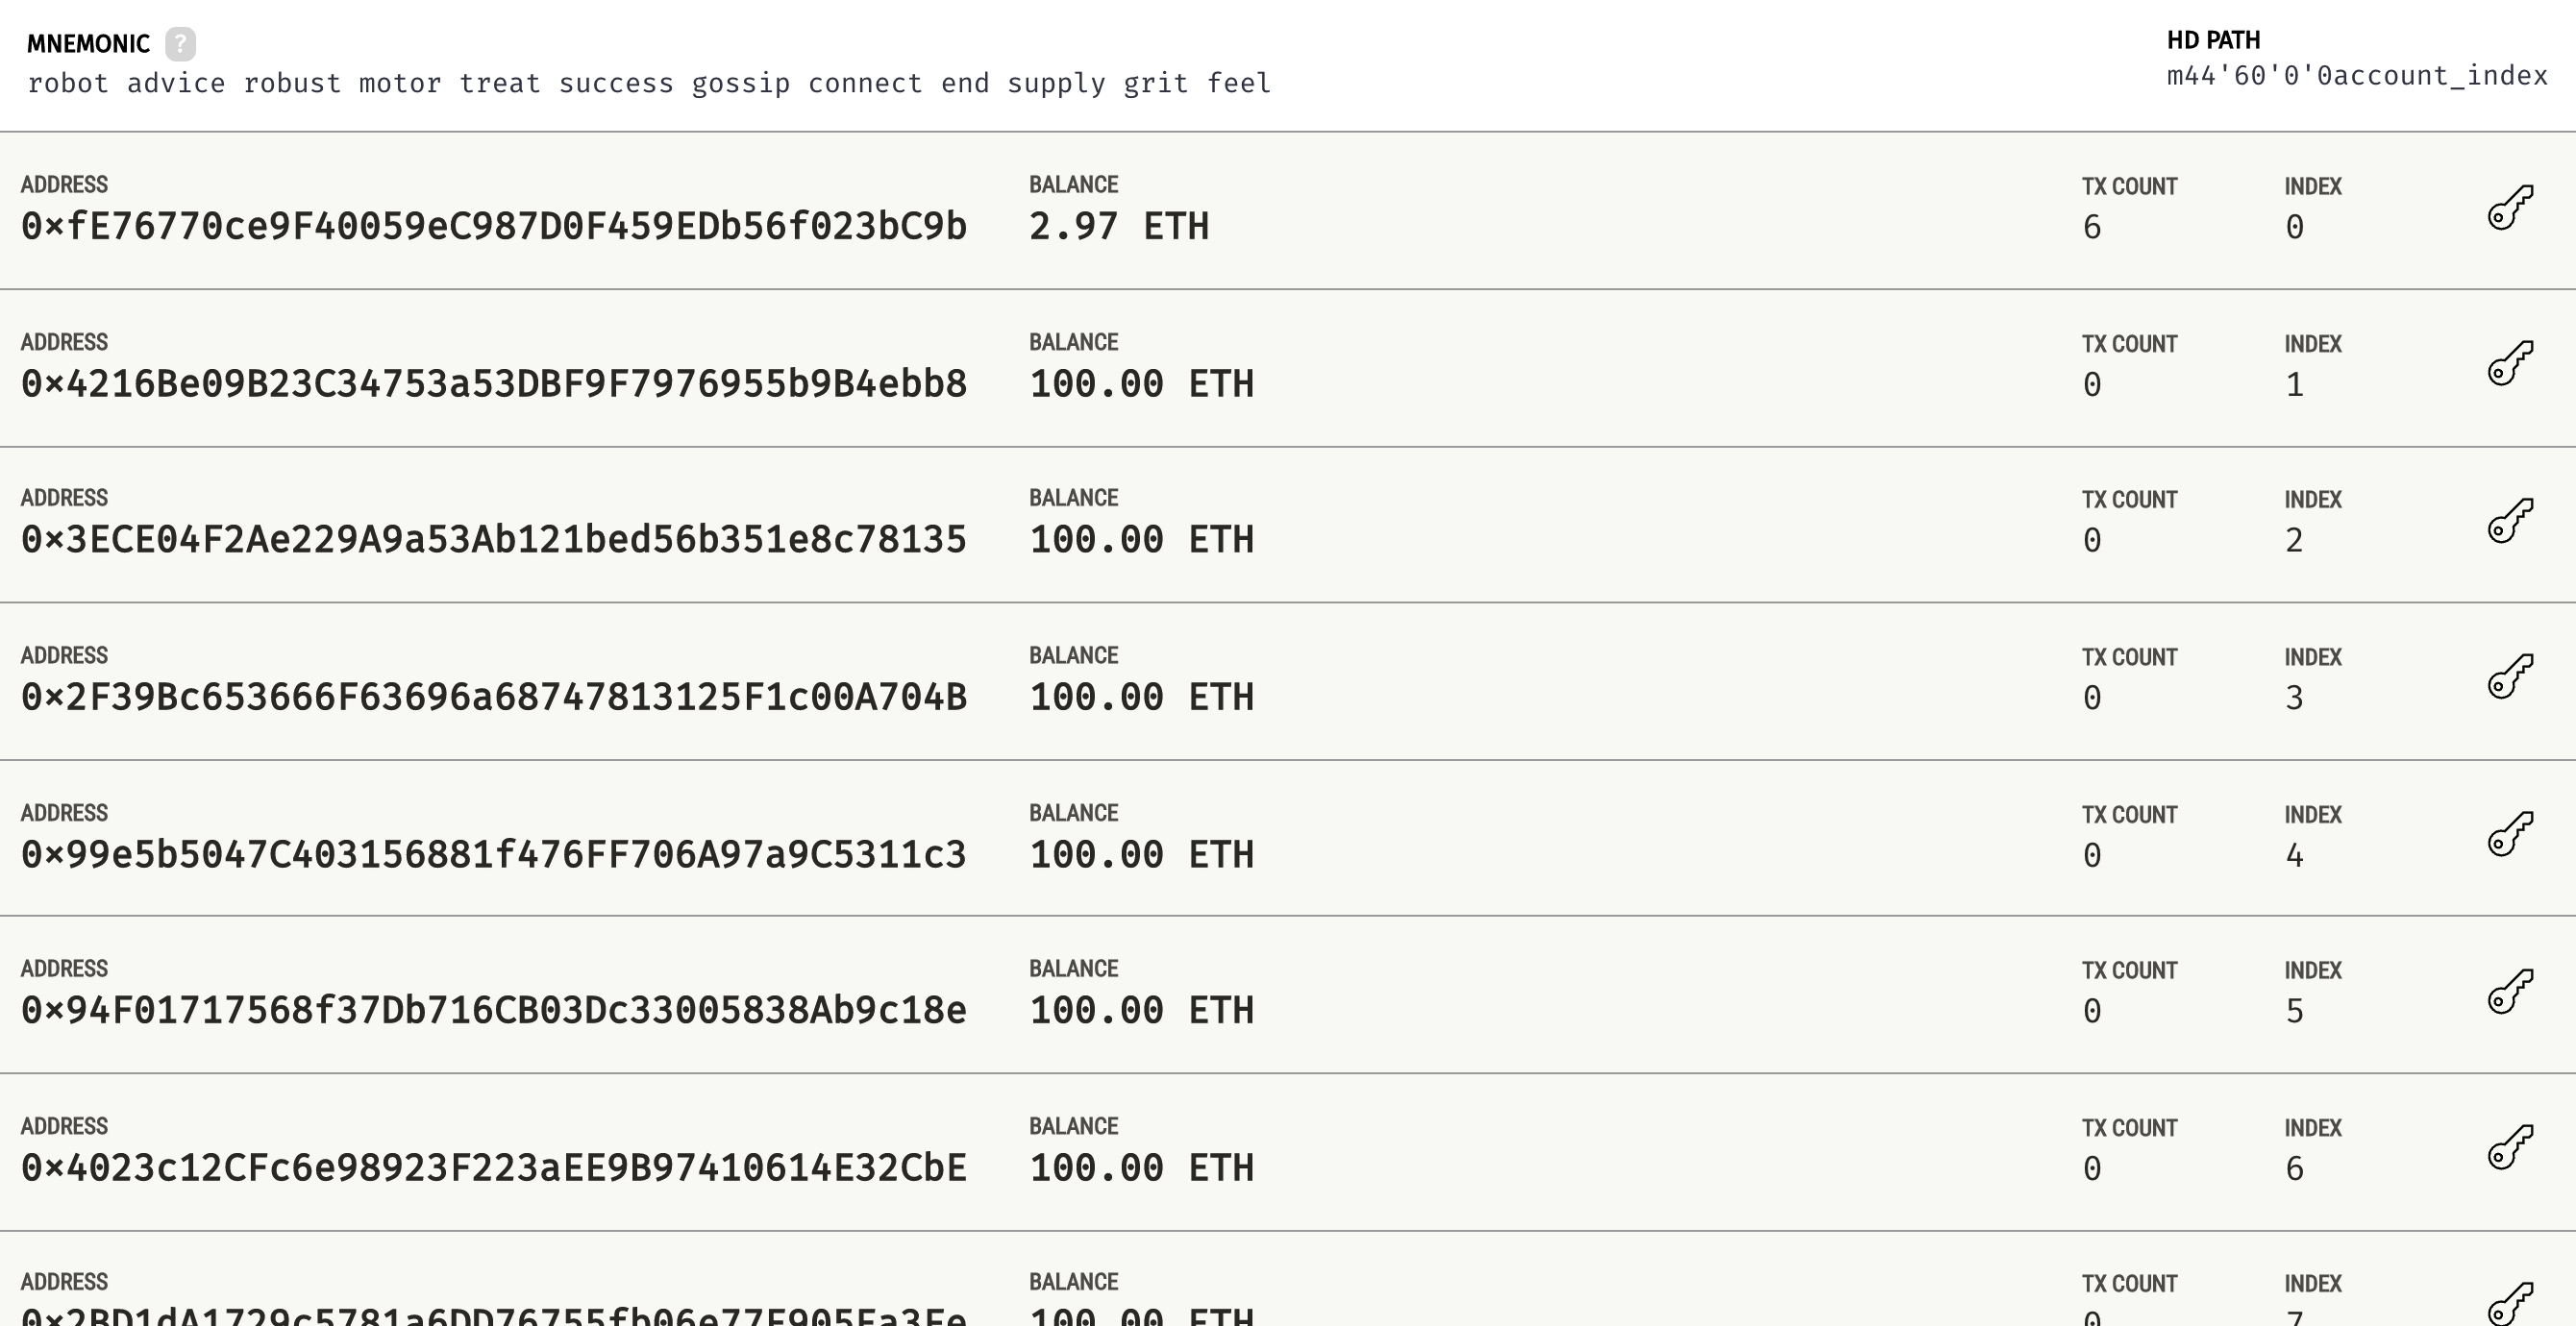 MNEMONIC ? HD PATH
robot advice robust motor treat success gossip connect end supply grit feel m44'60'0'0account_index
ADDRESS BALANCE TX COUNT INDEX
0×fE76770ce9F40059eC987D0F459EDb56f023bC9b 2.97 ETH 6 0
ADDRESS BALANCE TX COUNT INDEX
0×4216Be09B23C34753a53DBF9F7976955b9B4ebb8 100.00 ETH 0 1
ADDRESS BALANCE TX COUNT INDEX
0×3ECE04F2Ae229A9a53Ab121bed56b351e8c78135 100.00 ETH 0 2
ADDRESS BALANCE TX COUNT INDEX
0×2F39Bc653666F63696a68747813125F1c00A704B 100.00 ETH 0 3
ADDRESS BALANCE TX COUNT INDEX
0×99e5b5047C403156881f476FF706A97a9C5311c3 100.00 ETH 0 4
ADDRESS BALANCE TX COUNT INDEX
0×94F01717568f37Db716CB03Dc33005838Ab9c18e 100.00 ETH 0 5
ADDRESS BALANCE TX COUNT INDEX
0×4023c12CFc6e98923F223aEE9B97410614E32CbE 100.00 ETH 0 6
ADDRESS BALANCE TX COUNT INDEX
100.00 ETH 0 7